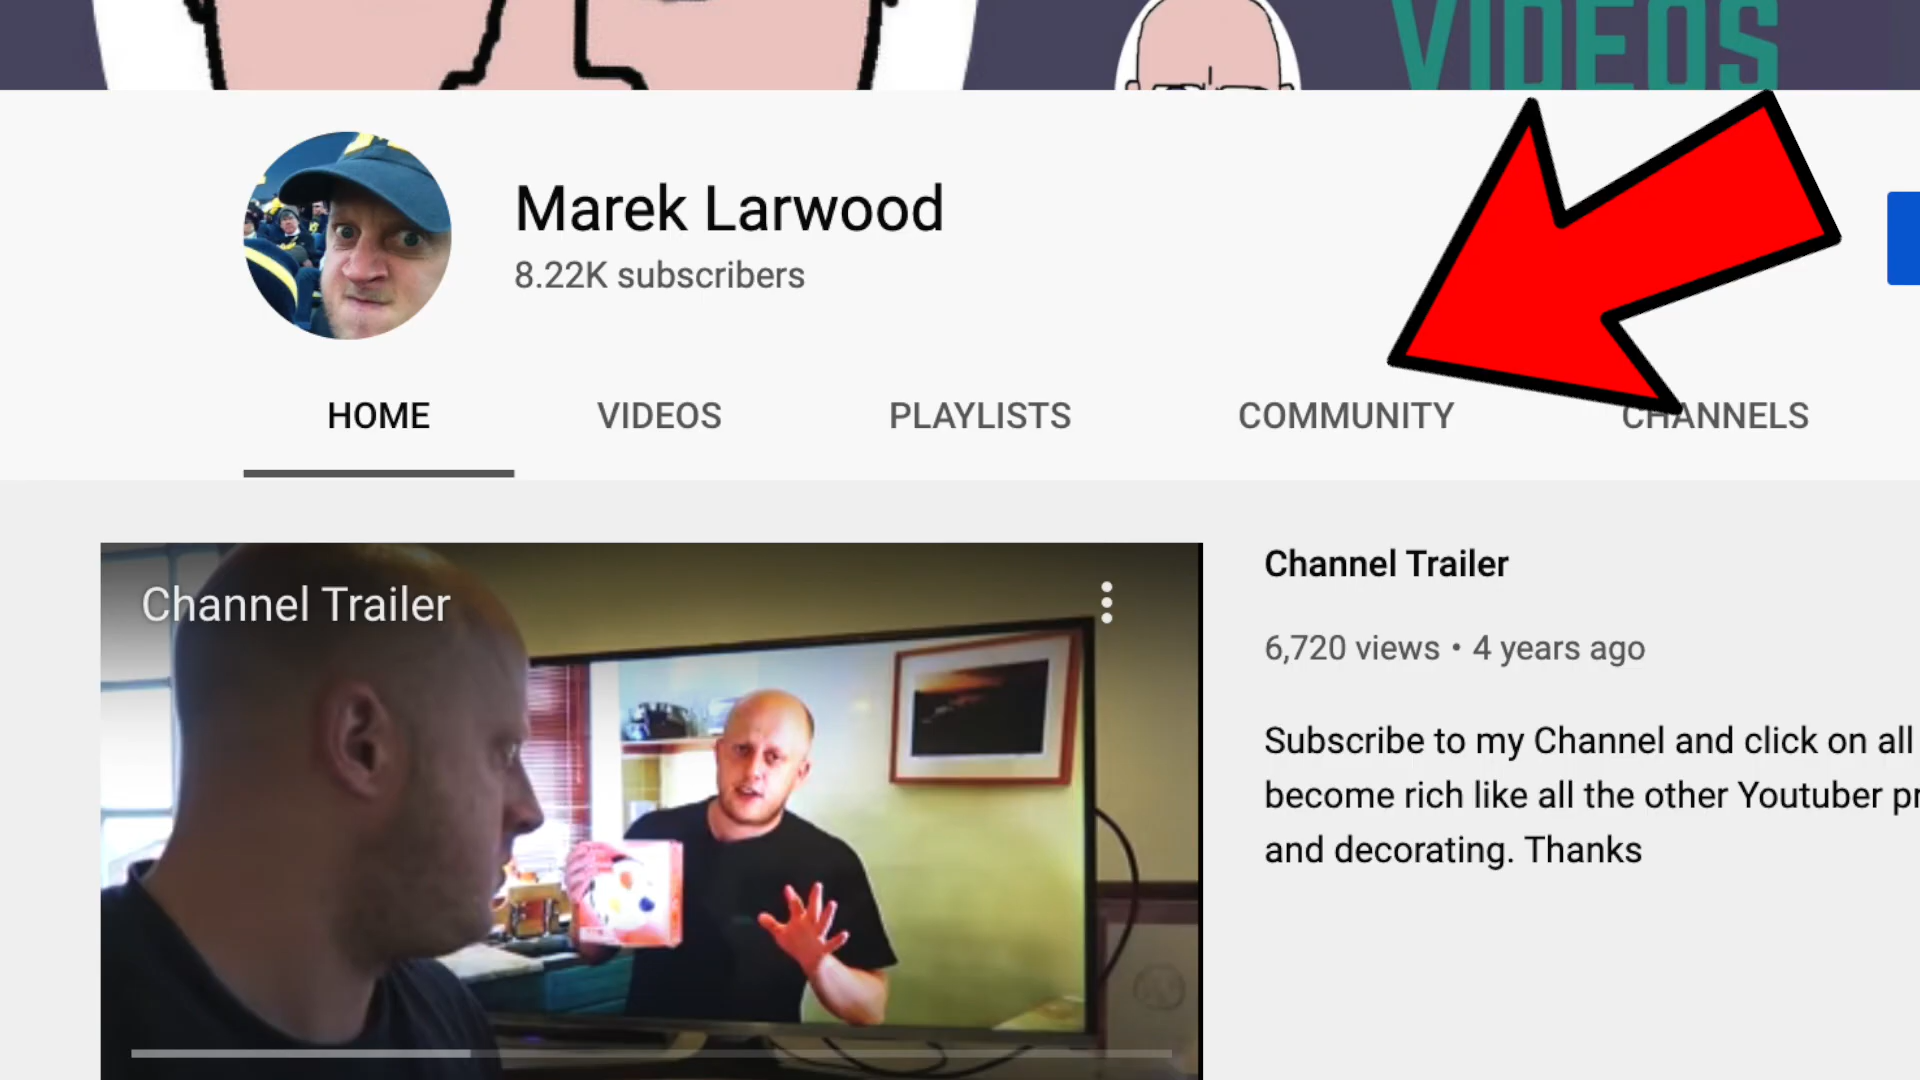 VIDEOS
Marek Larwood
8.22K subscribers
HOME
VIDEOS
PLAYLISTS
COMMUNITY
CHANNELS
Channel Trailer
Channel Trailer
6,720 views • 4 years ago
Subscribe to my Channel and click on all
become rich like all the other Youtuber pr
and decorating. Thanks